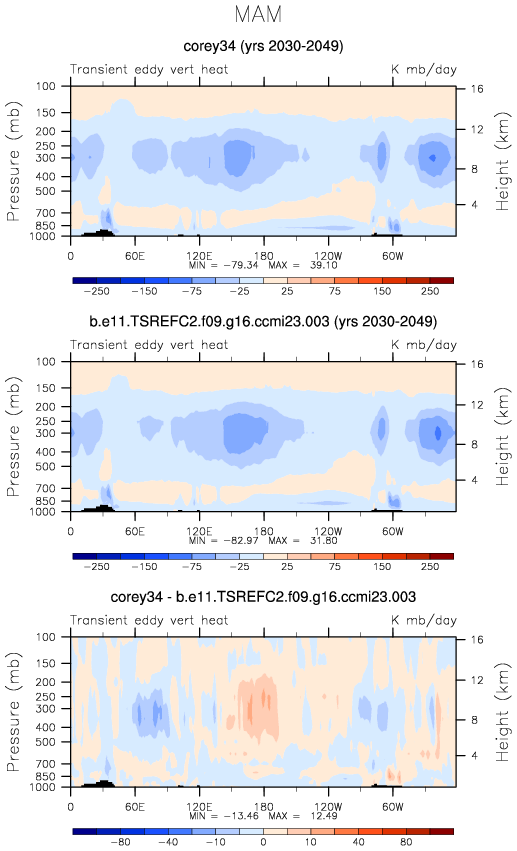 MAM
corey34 (yrs 2030-2049)
Transient eddy vert heat K mb/day
Pressure (mb)
Height (km)
100
150
200
250
300
400
500
700
850
1000
16
12
8
4
0 60E 120E 180 120W 60W
MIN = -79.34 MAX = 39.10
-250 -150 -75 -25 25 75 150 250
b.e11.TSREFC2.f09.g16.ccmi23.003 (yrs 2030-2049)
Transient eddy vert heat K mb/day
Pressure (mb)
Height (km)
100
150
200
250
300
400
500
700
850
1000
16
12
8
4
0 60E 120E 180 120W 60W
MIN = -82.97 MAX = 31.80
-250 -150 -75 -25 25 75 150 250
corey34 - b.e11.TSREFC2.f09.g16.ccmi23.003
Transient eddy vert heat K mb/day
Pressure (mb)
Height (km)
100
150
200
250
300
400
500
700
850
1000
16
12
8
4
0 60E 120E 180 120W 60W
MIN = -13.46 MAX = 12.49
-80 -40 -10 0 10 40 80